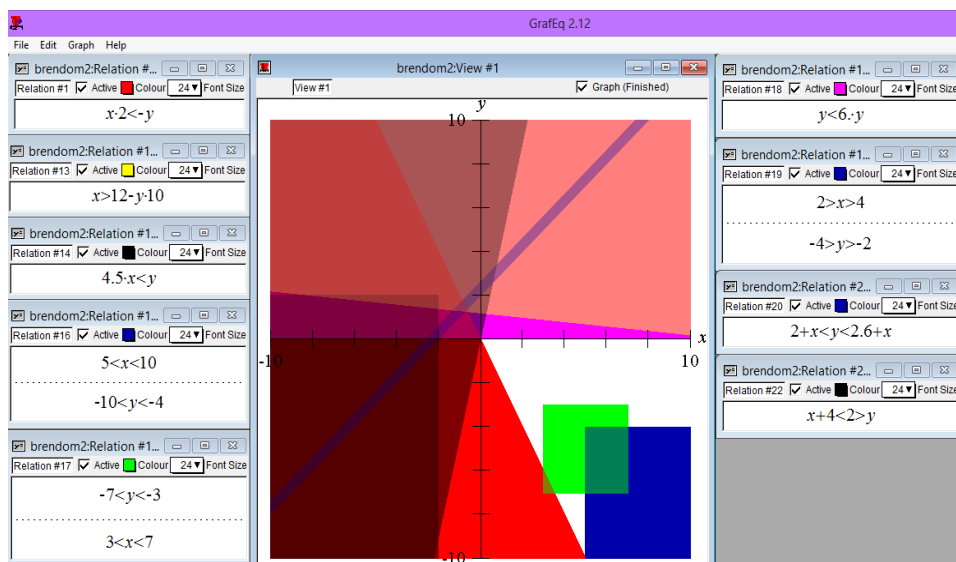 GrafEq 2.12
File Edit Graph Help
brendom2:Relation #...
Relation #1 Active Colour 24 Font Size
x·2<-y
brendom2:Relation #1...
Relation #13 Active Colour 24 Font Size
x>12-y·10
brendom2:Relation #1...
Relation #14 Active Colour 24 Font Size
4.5·x<y
brendom2:Relation #1...
Relation #16 Active Colour 24 Font Size
5<x<10
-10<y<-4
brendom2:Relation #1...
Relation #17 Active Colour 24 Font Size
-7<y<-3
3<x<7
brendom2:View #1
View #1 Graph (Finished)
y
10
x
-10
10
-10
brendom2:Relation #1...
Relation #18 Active Colour 24 Font Size
y<6.·y
brendom2:Relation #1...
Relation #19 Active Colour 24 Font Size
2>x>4
-4>y>-2
brendom2:Relation #2...
Relation #20 Active Colour 24 Font Size
2+x<y<2.6+x
brendom2:Relation #2...
Relation #22 Active Colour 24 Font Size
x+4<2>y